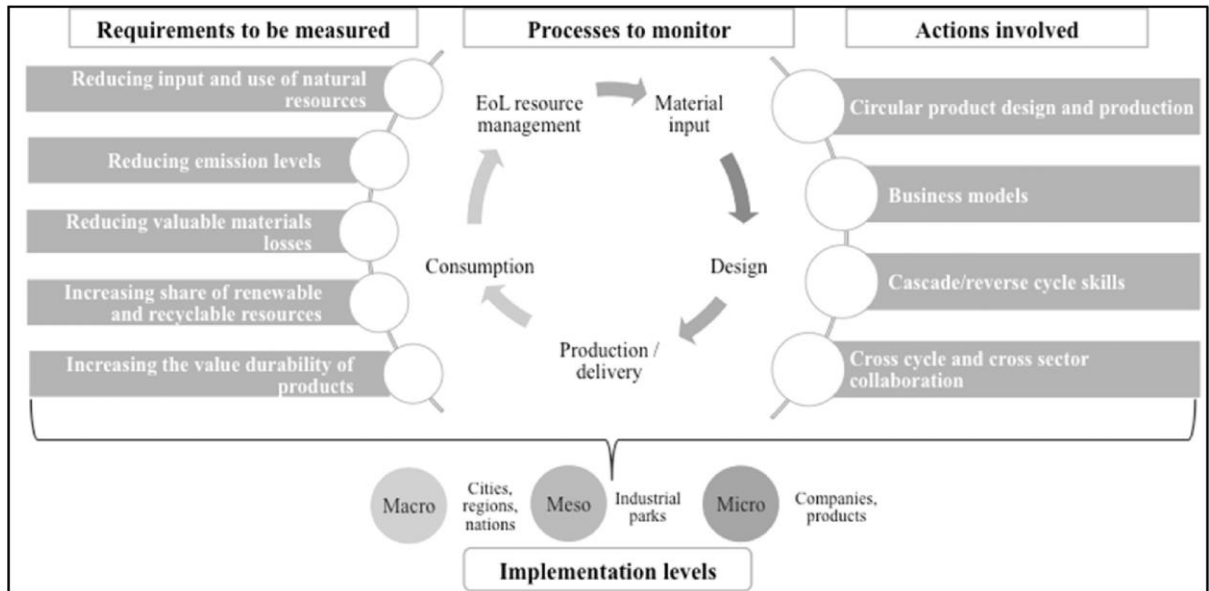 Requirements to be measured
Reducing input and use of natural
resources
Reducing emission levels
Reducing valuable materials
losses
Increasing share of renewable
and recyclable resources
Increasing the value durability of
products
Processes to monitor
EoL resource
management
Material
input
Design
Production /
delivery
Consumption
Actions involved
Circular product design and production
Business models
Cascade/reverse cycle skills
Cross cycle and cross sector
collaboration
Macro
Cities,
regions,
nations
Meso
Industrial
parks
Micro
Companies,
products
Implementation levels